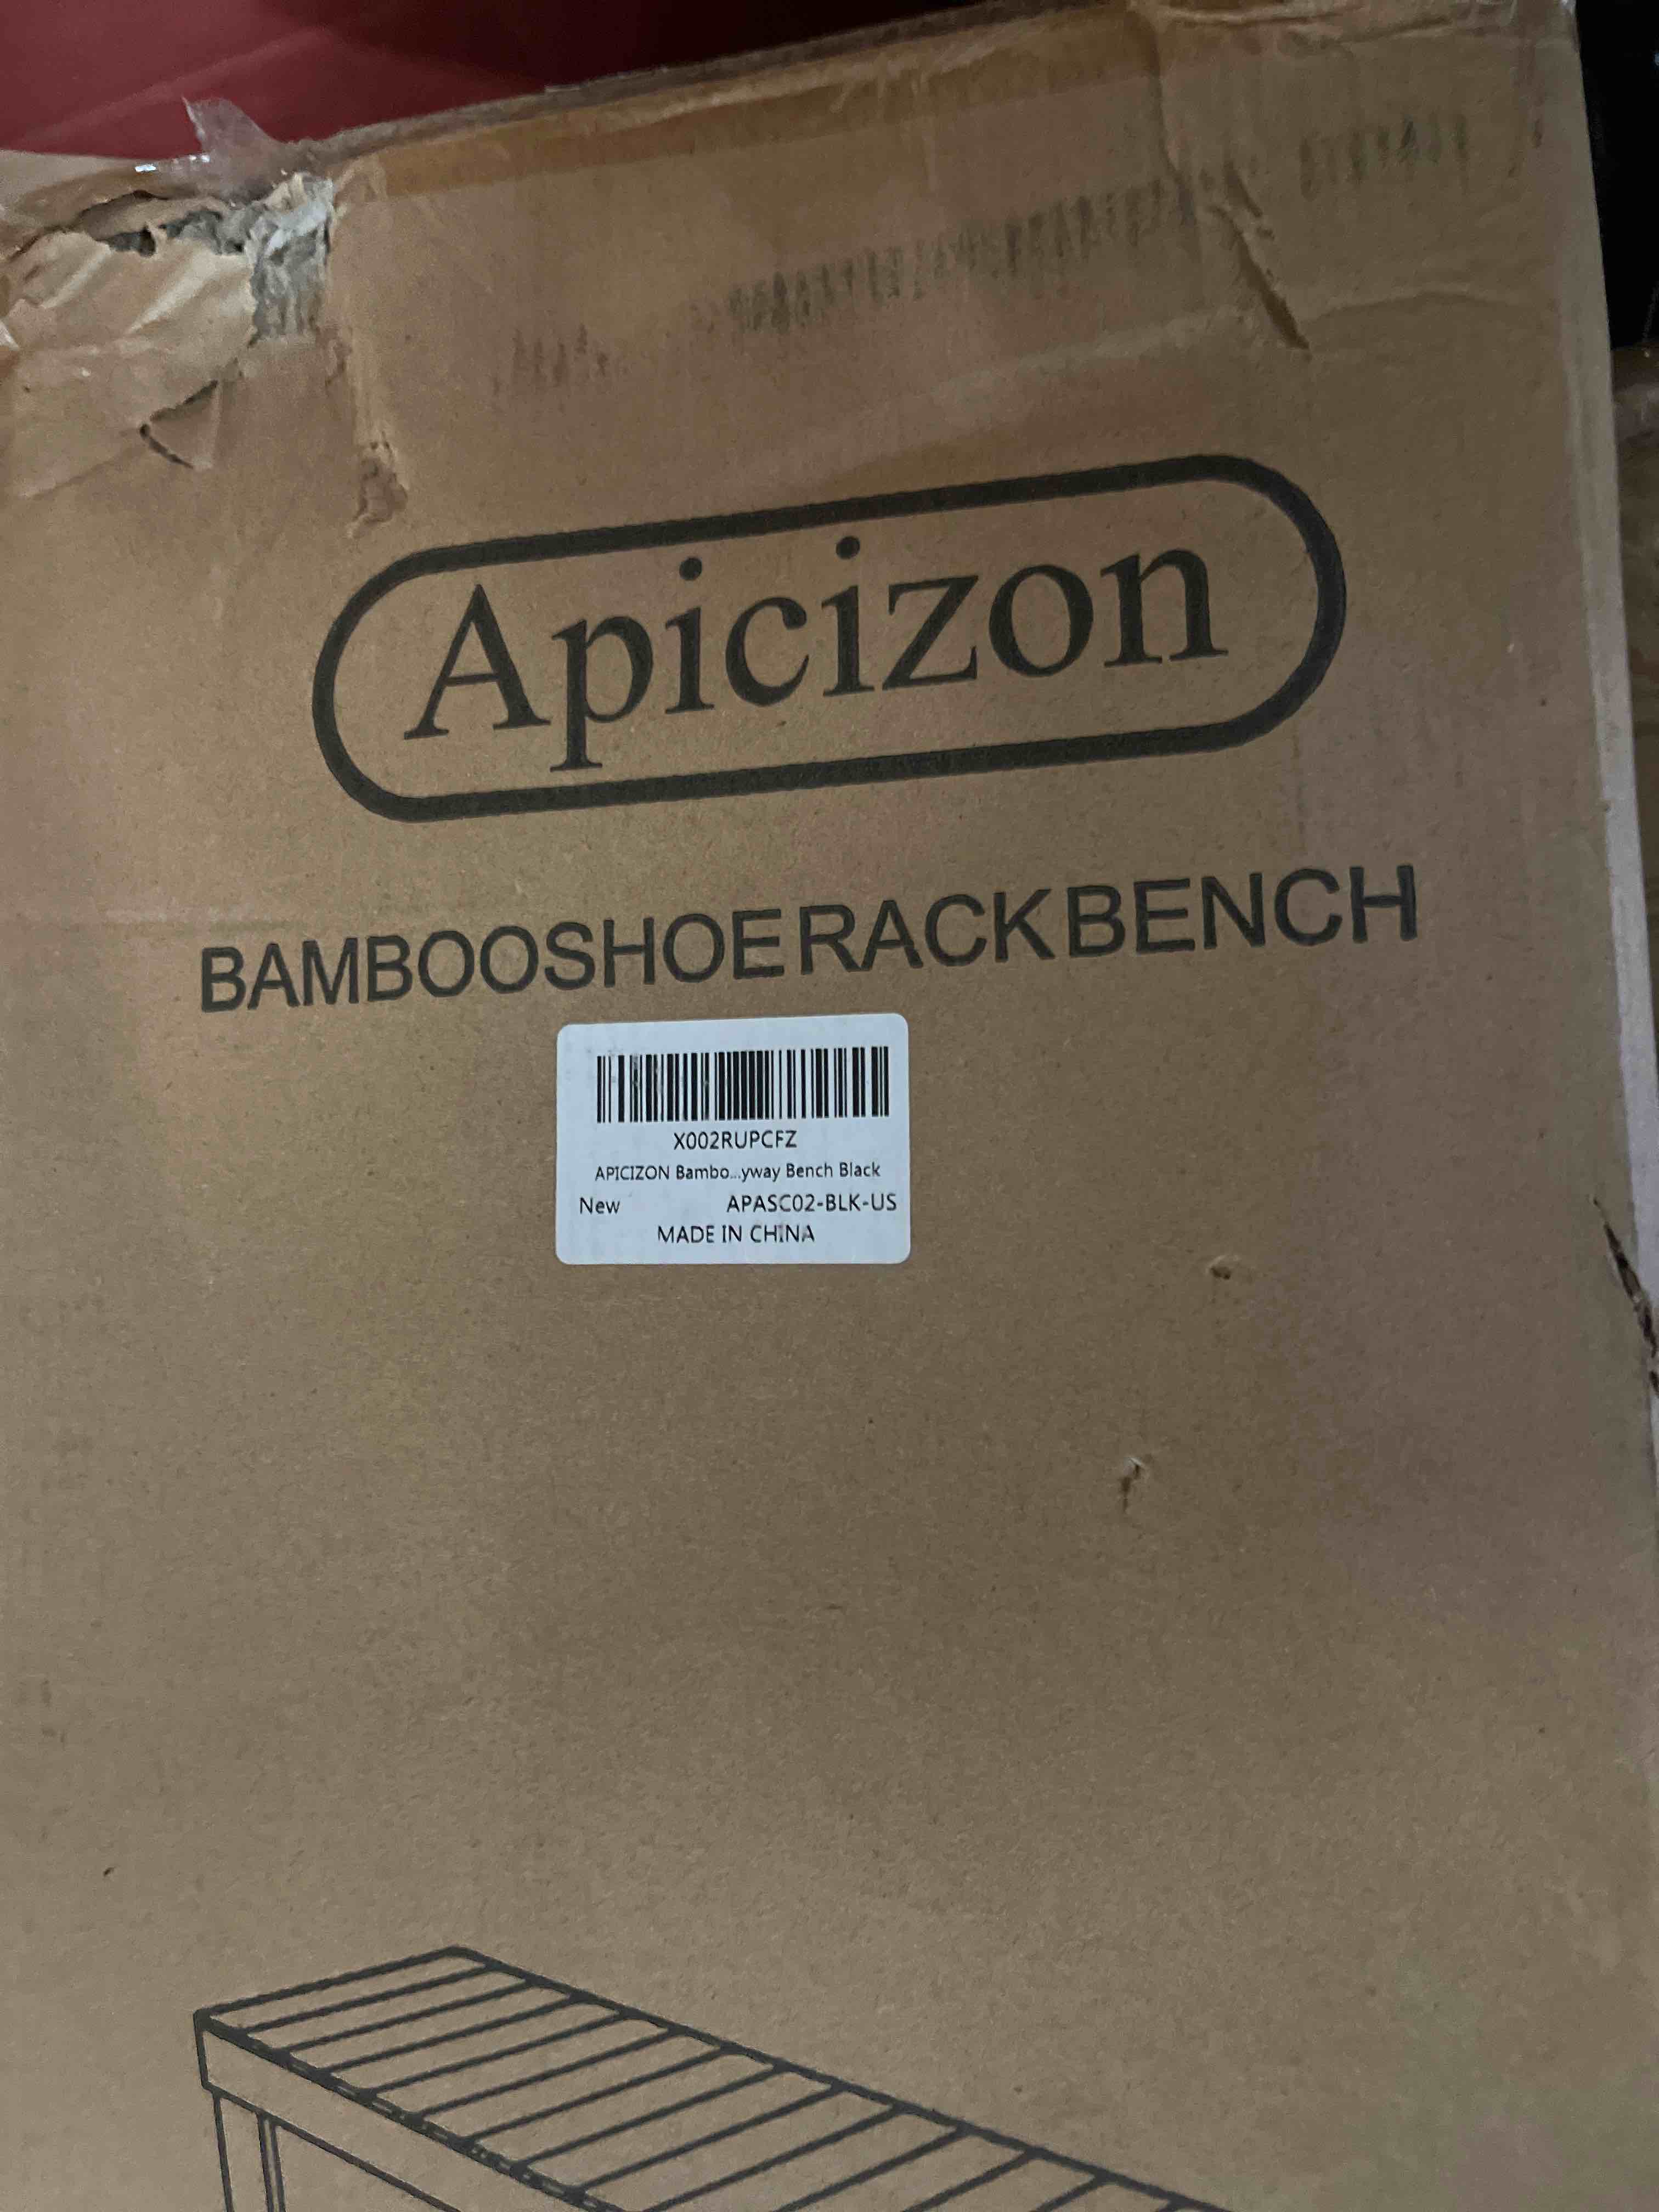 Apicizon
BAMBOOSHOERACKBENCH
X002RUPCFZ
APICIZON Bambo...yway Bench Black
New APASC02-BLK-US
MADE IN CHINA